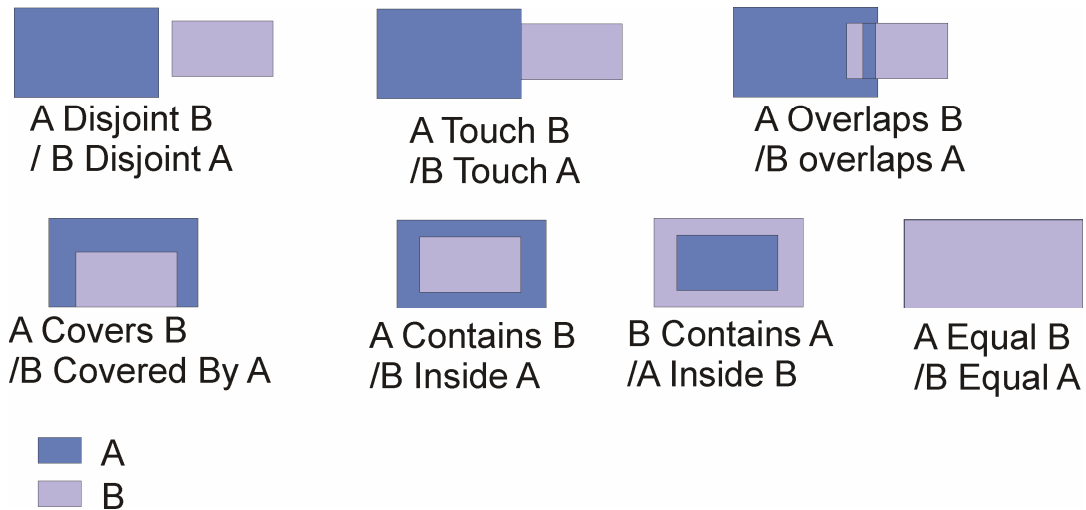 A Disjoint B
/ B Disjoint A
A Touch B
/B Touch A
A Overlaps B
/B overlaps A
A Covers B
/B Covered By A
A Contains B
/B Inside A
B Contains A
/A Inside B
A Equal B
/B Equal A
A
B